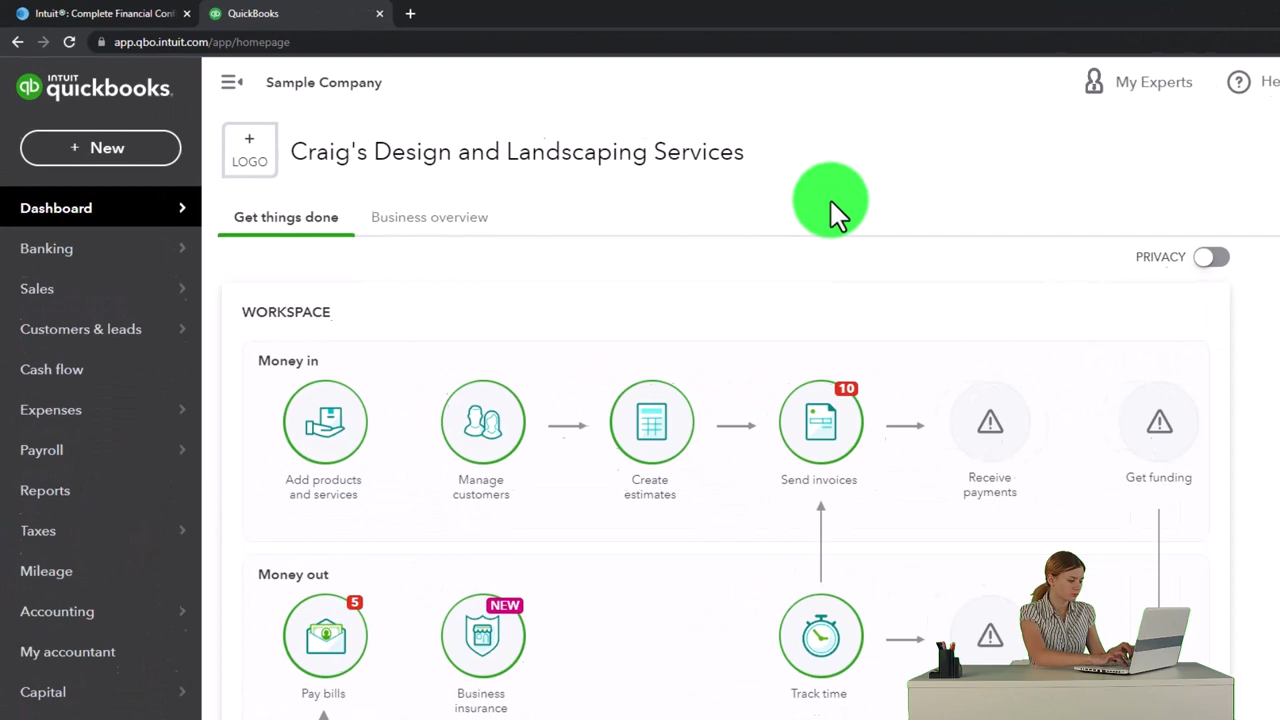 Intuit®: Complete Financial Conf
QuickBooks
app.qbo.intuit.com/app/homepage
INTUIT
quickbooks.
Sample Company
My Experts
He
+ New
+
LOGO
Craig's Design and Landscaping Services
Dashboard
Get things done
Business overview
Banking
PRIVACY
Sales
WORKSPACE
Customers & leads
Money in
Cash flow
10
Expenses
Payroll
Add products
and services
Manage
customers
Create
estimates
Send invoices
Receive
payments
Get funding
Reports
Taxes
Mileage
Money out
Accounting
5
NEW
My accountant
Capital
Pay bills
Business
insurance
Track time